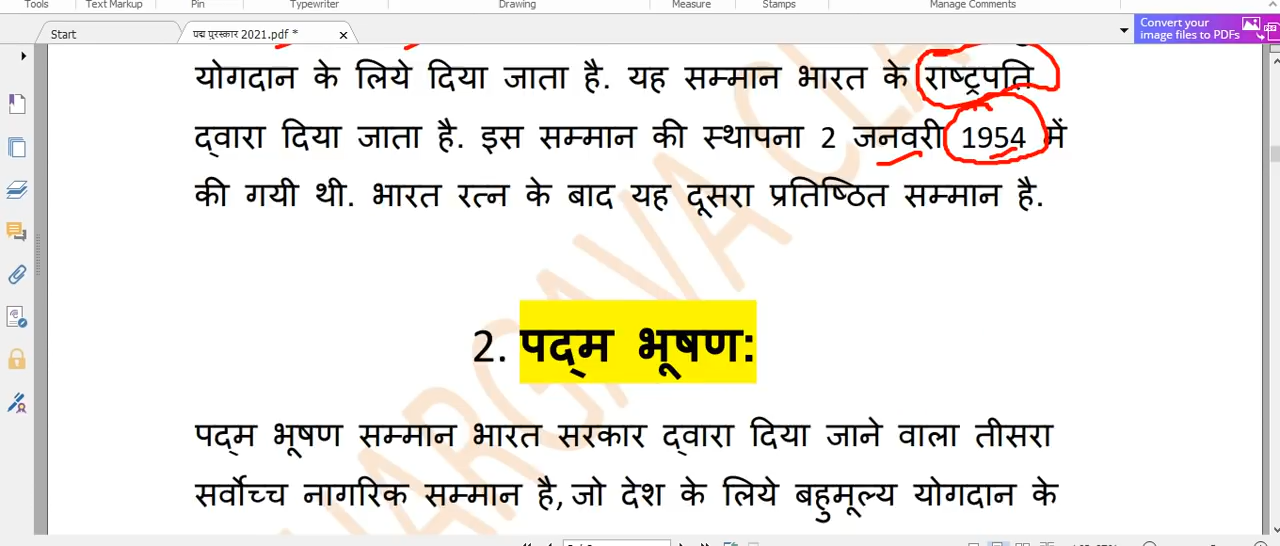 Tools Text Markup Pin Typewriter Drawing Measure Stamps Manage Comments
Start पद्म पुरस्कार 2021.pdf * Convert your
image files to PDFs
योगदान के लिये दिया जाता है. यह सम्मान भारत के राष्ट्रपति
द्वारा दिया जाता है. इस सम्मान की स्थापना 2 जनवरी 1954 में
की गयी थी. भारत रत्न के बाद यह दूसरा प्रतिष्ठित सम्मान है.
2. पद्म भूषण:
पद्म भूषण सम्मान भारत सरकार द्वारा दिया जाने वाला तीसरा
सर्वोच्च नागरिक सम्मान है, जो देश के लिये बहुमूल्य योगदान के